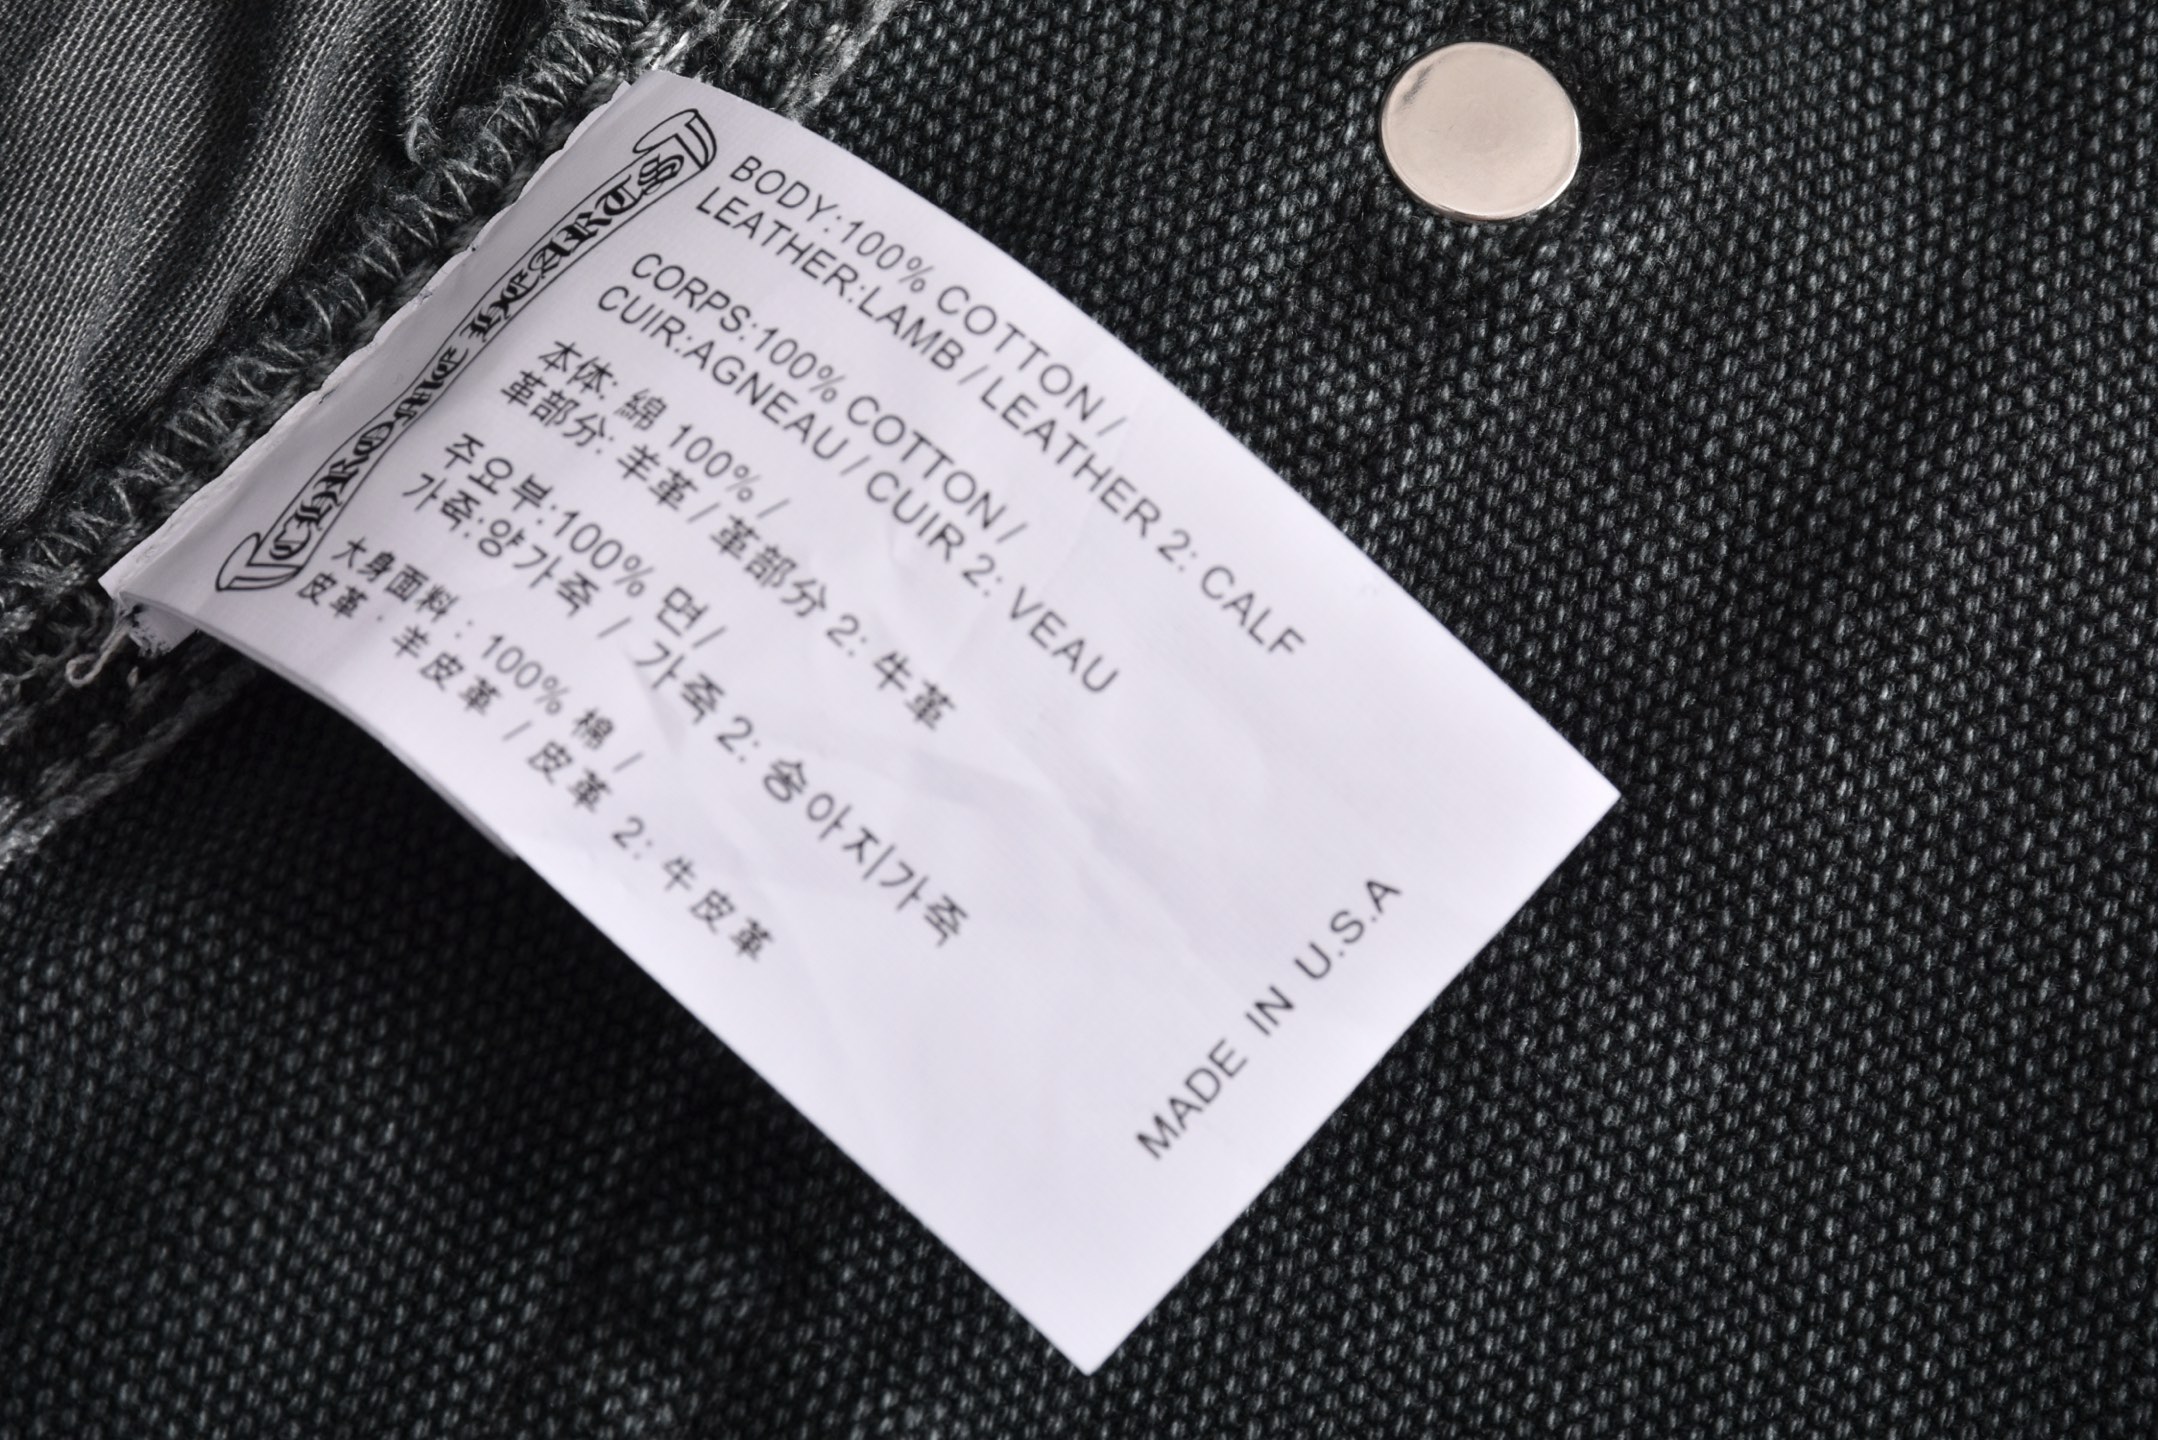 CHROME HEARTS
BODY:100% COTTON /
LEATHER:LAMB / LEATHER 2: CALF
CORPS:100% COTTON /
CUIR:AGNEAU / CUIR 2: VEAU
本体: 綿 100% /
革部分: 羊革 / 革部分 2: 牛革
주요부:100% 면/
가죽:양가죽 / 가죽 2: 송아지가죽
大身面料: 100% 棉 /
皮革·羊皮革 / 皮革 2: 牛皮革
MADE IN U.S.A